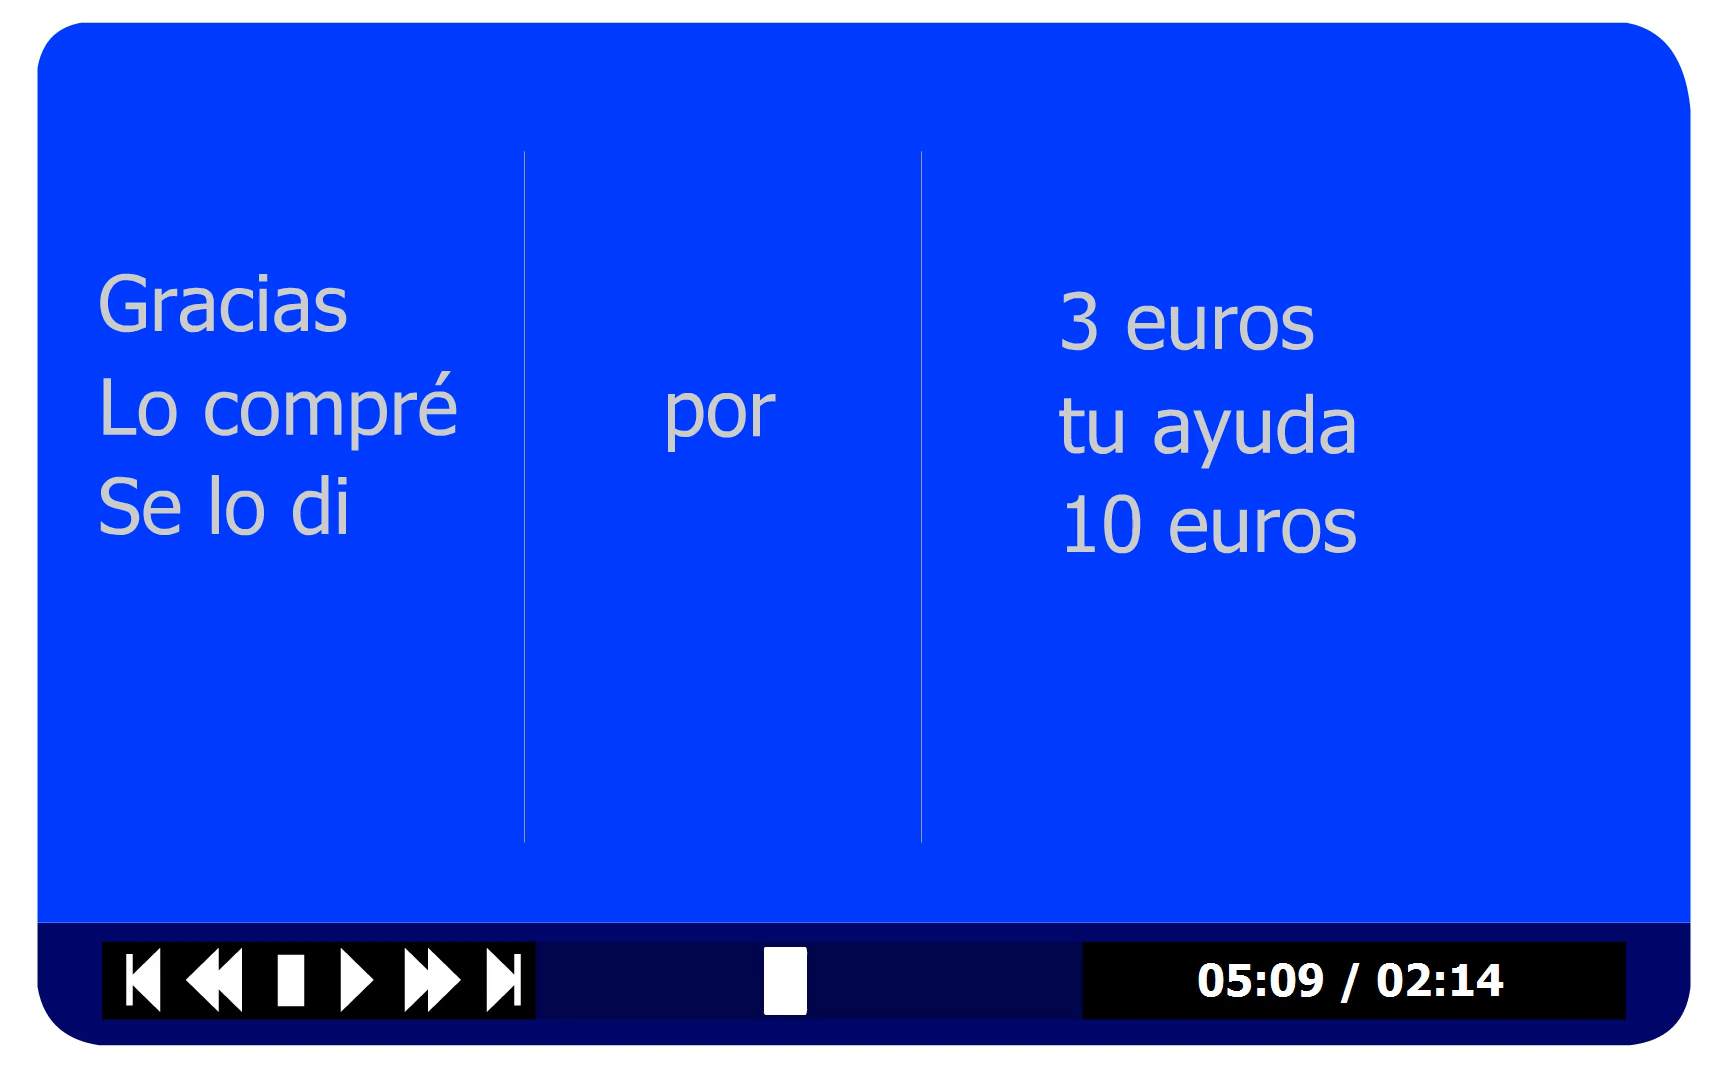 Gracias
Lo compré
Se lo di
por
3 euros
tu ayuda
10 euros
05:09 / 02:14